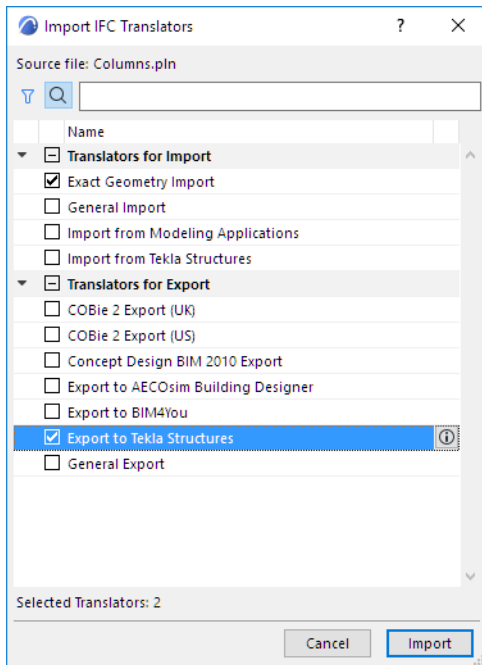 Import IFC Translators
Source file: Columns.pln
Name
Translators for Import
Exact Geometry Import
General Import
Import from Modeling Applications
Import from Tekla Structures
Translators for Export
COBie 2 Export (UK)
COBie 2 Export (US)
Concept Design BIM 2010 Export
Export to AECOsim Building Designer
Export to BIM4You
Export to Tekla Structures
General Export
Selected Translators: 2
Cancel Import